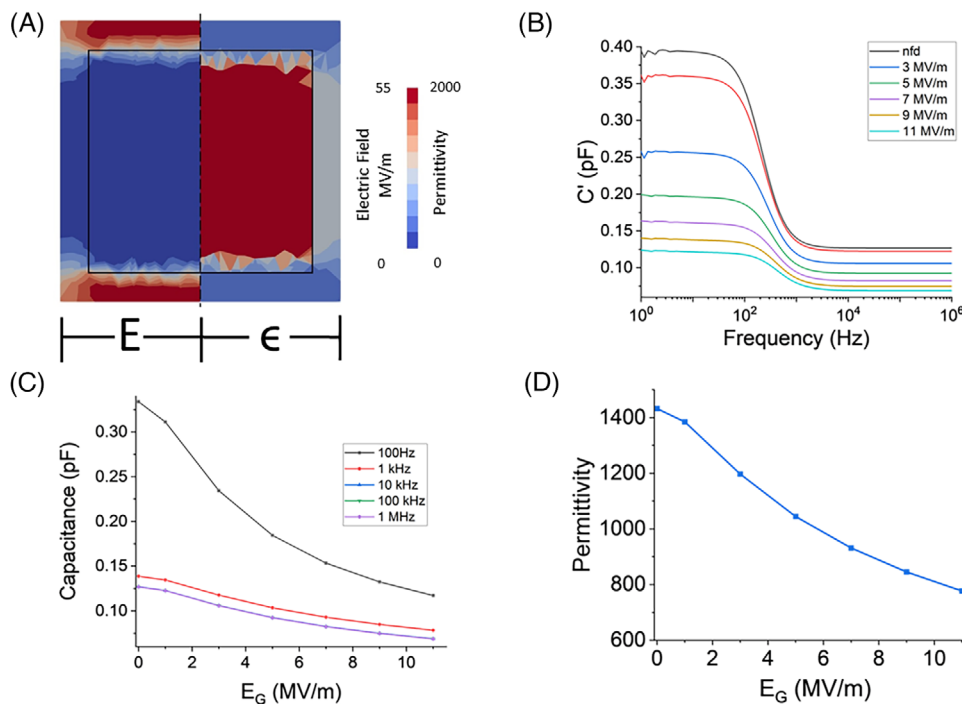 (A)
55
2000
Electric Field
MV/m
Permittivity
0
0
E
ϵ
(B)
C' (pF)
0.40
0.35
0.30
0.25
0.20
0.15
0.10
nfd
3 MV/m
5 MV/m
7 MV/m
9 MV/m
11 MV/m
10⁰
10²
10⁴
10⁶
Frequency (Hz)
(C)
Capacitance (pF)
0.30
0.25
0.20
0.15
0.10
100Hz
1 kHz
10 kHz
100 kHz
1 MHz
0 2 4 6 8 10
E_G (MV/m)
(D)
Permittivity
1400
1200
1000
800
600
0 2 4 6 8 10
E_G (MV/m)